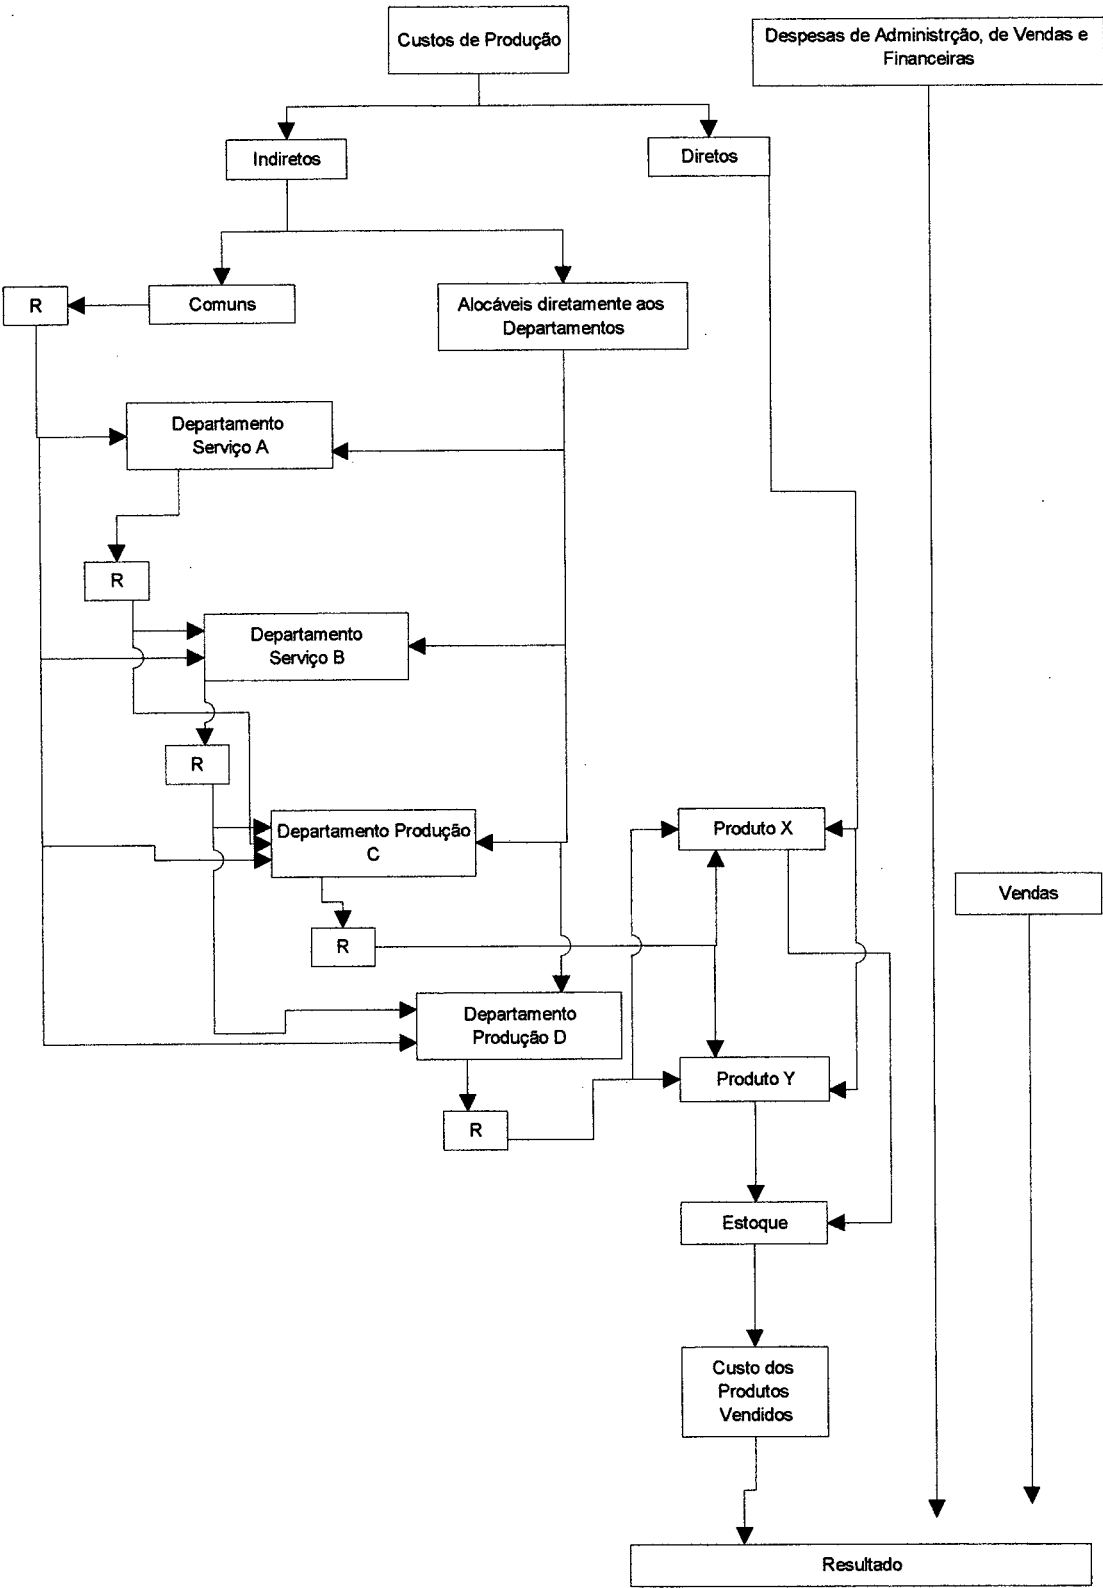 Custos de Produção
Despesas de Administrção, de Vendas e
Financeiras
Indiretos
Diretos
R
Comuns
Alocáveis diretamente aos
Departamentos
Departamento
Serviço A
R
Departamento
Serviço B
R
Departamento Produção
C
Produto X
Vendas
R
Departamento
Produção D
Produto Y
R
Estoque
Custo dos
Produtos
Vendidos
Resultado